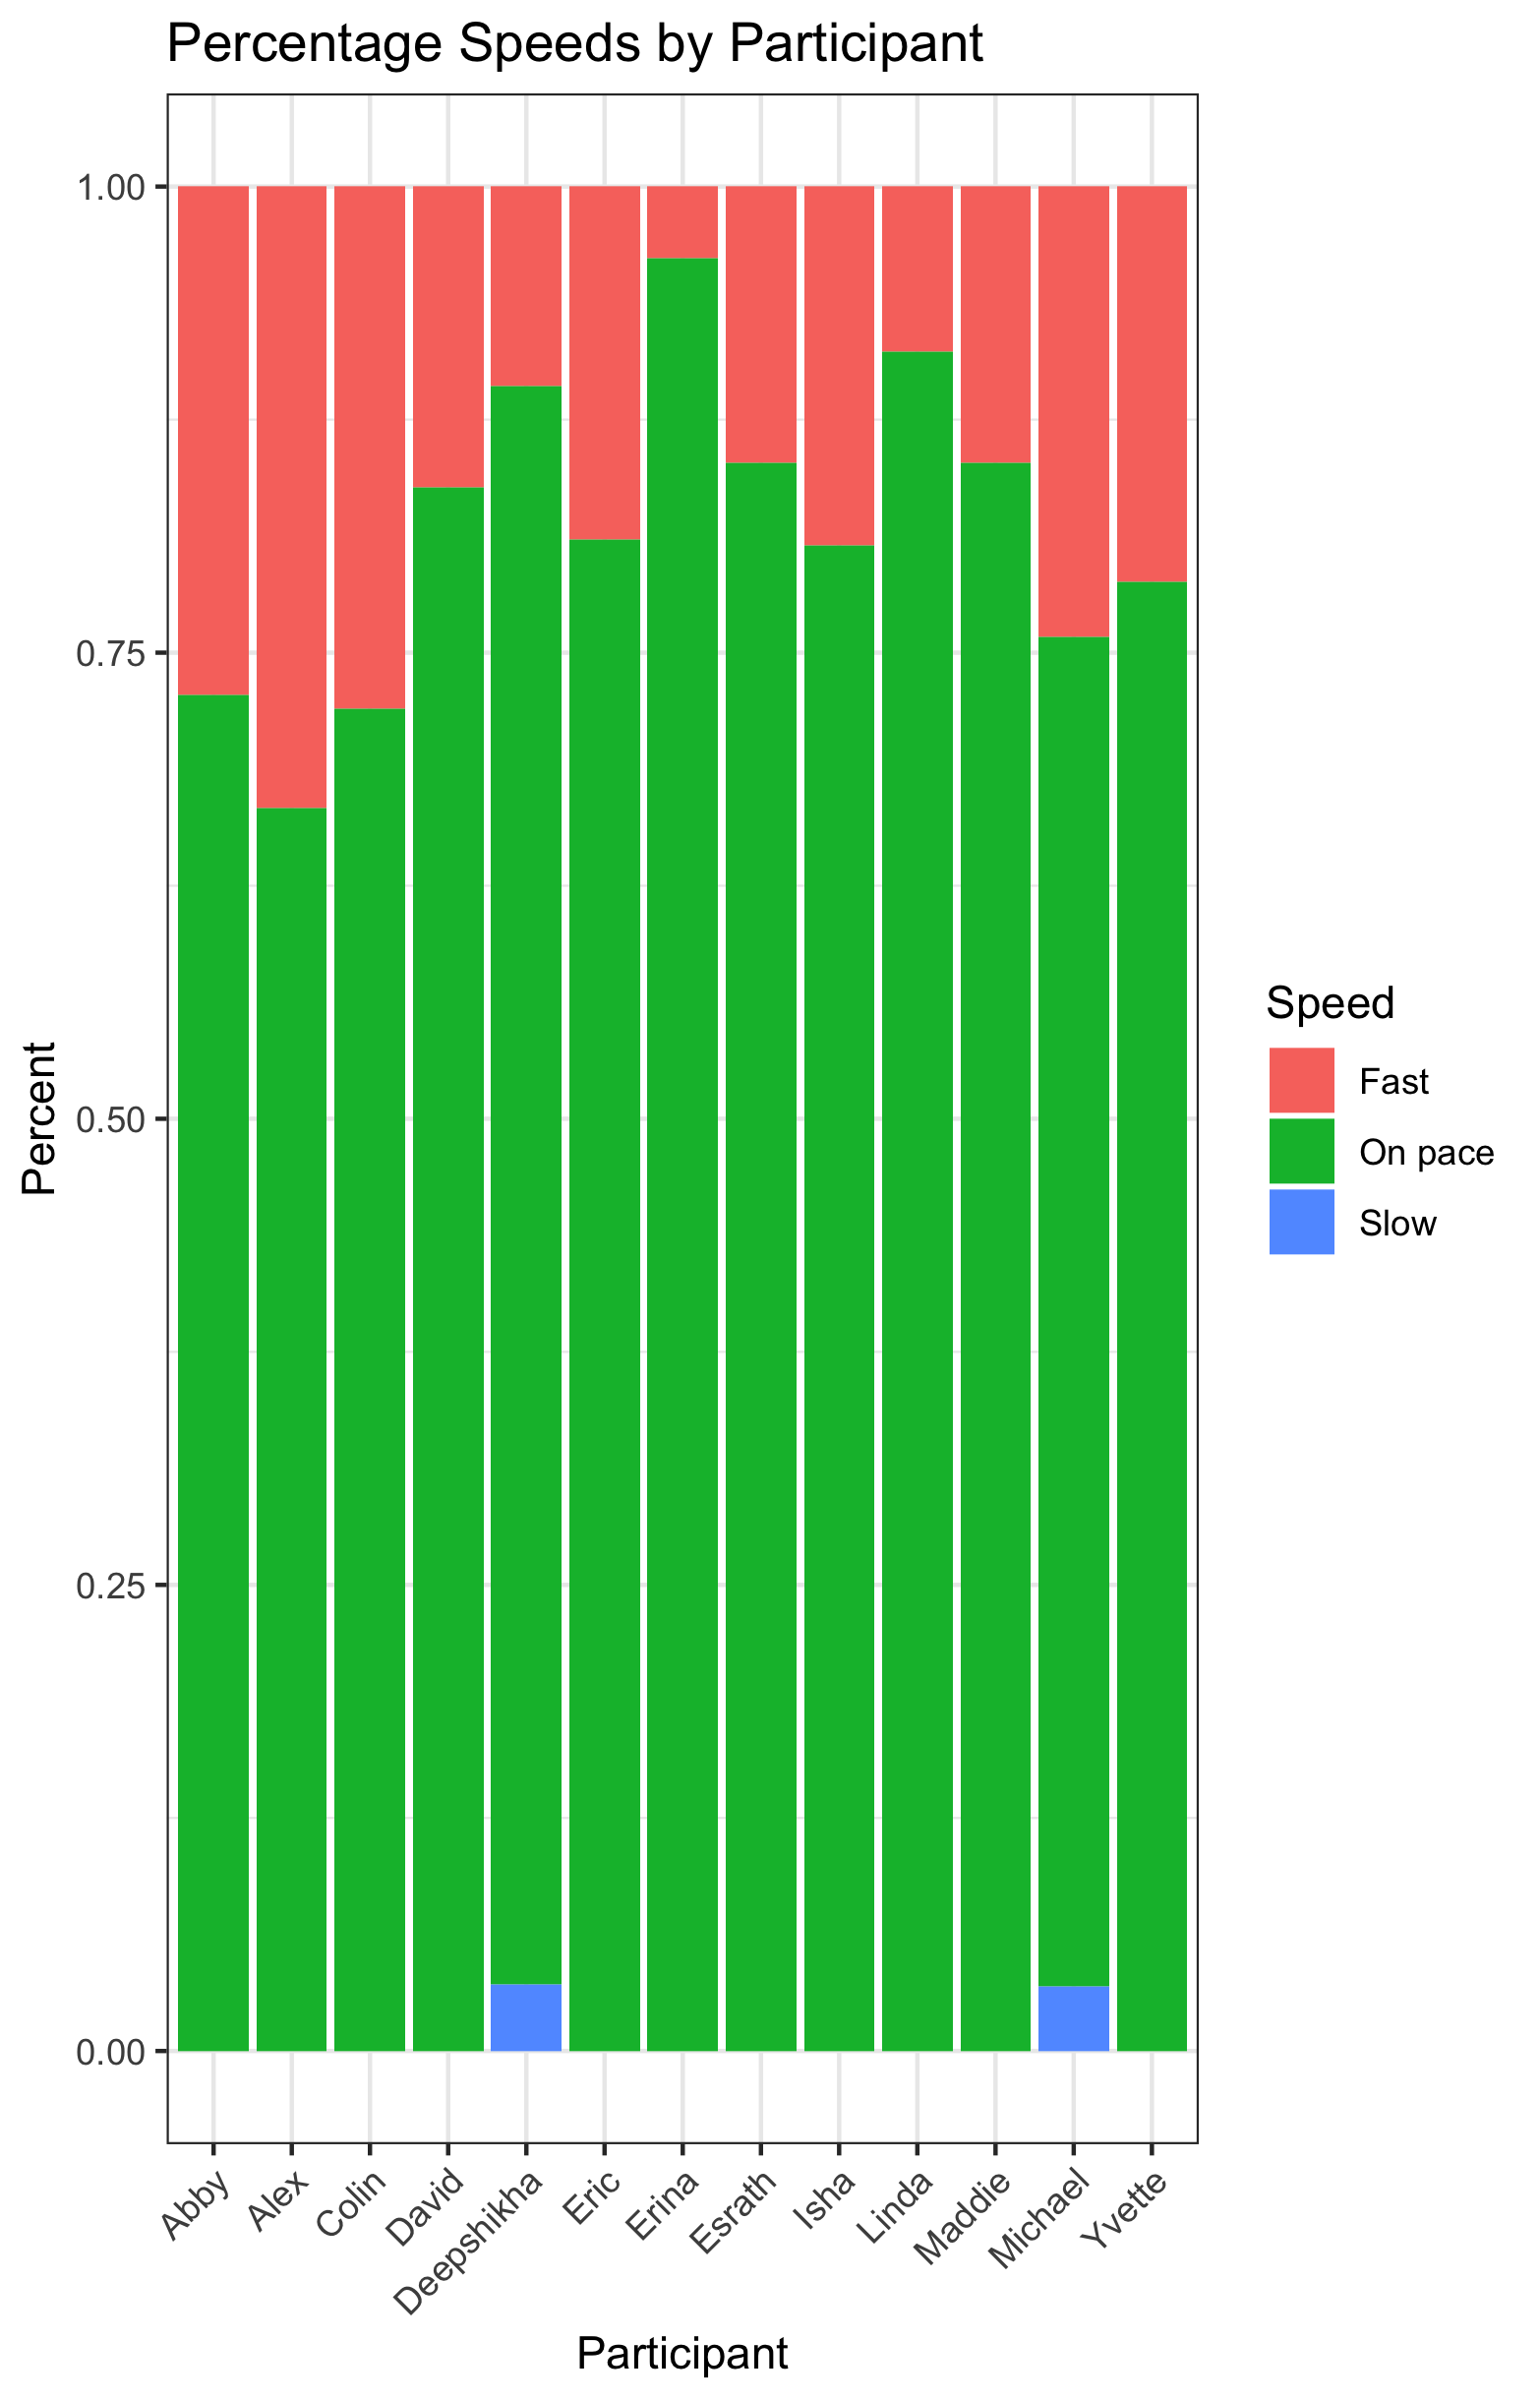 Percentage Speeds by Participant
1.00
0.75
0.50
0.25
0.00
Percent
Abby
Alex
Colin
David
Deepshikha
Eric
Erina
Esrath
Isha
Linda
Maddie
Michael
Yvette
Participant
Speed
Fast
On pace
Slow